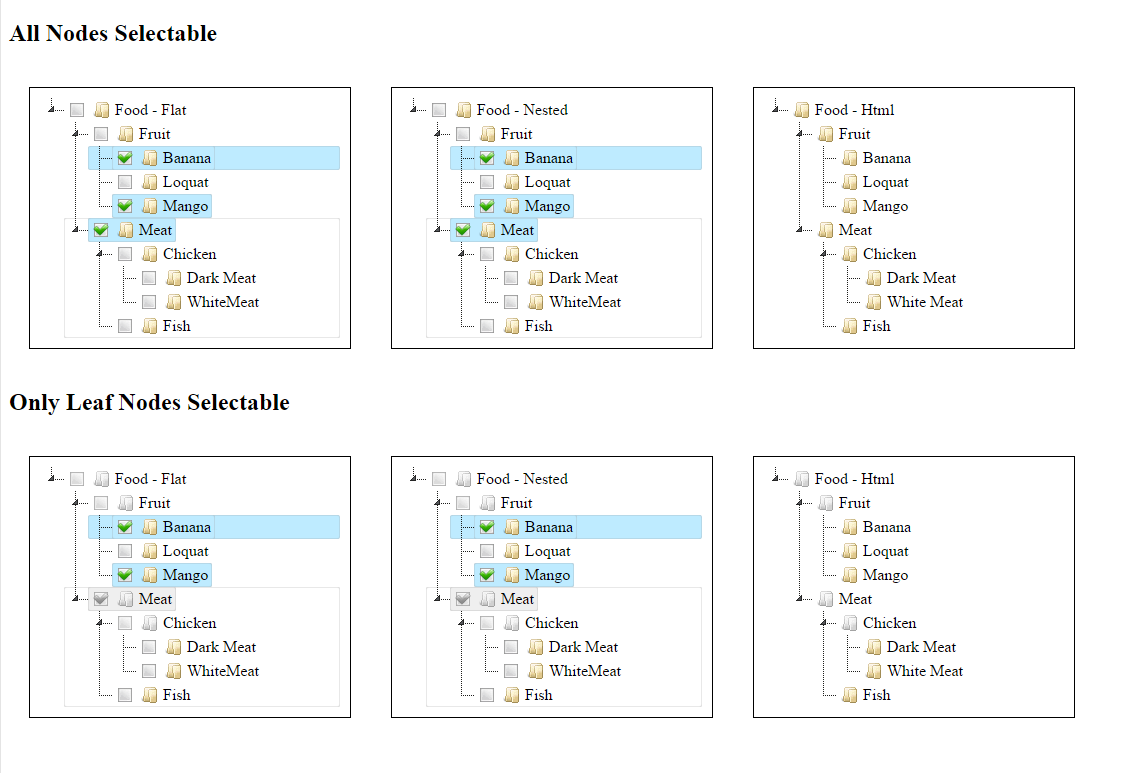 All Nodes Selectable
Food - Flat
Fruit
Banana
Loquat
Mango
Meat
Chicken
Dark Meat
WhiteMeat
Fish
Food - Nested
Fruit
Banana
Loquat
Mango
Meat
Chicken
Dark Meat
WhiteMeat
Fish
Food - Html
Fruit
Banana
Loquat
Mango
Meat
Chicken
Dark Meat
White Meat
Fish
Only Leaf Nodes Selectable
Food - Flat
Fruit
Banana
Loquat
Mango
Meat
Chicken
Dark Meat
WhiteMeat
Fish
Food - Nested
Fruit
Banana
Loquat
Mango
Meat
Chicken
Dark Meat
WhiteMeat
Fish
Food - Html
Fruit
Banana
Loquat
Mango
Meat
Chicken
Dark Meat
White Meat
Fish